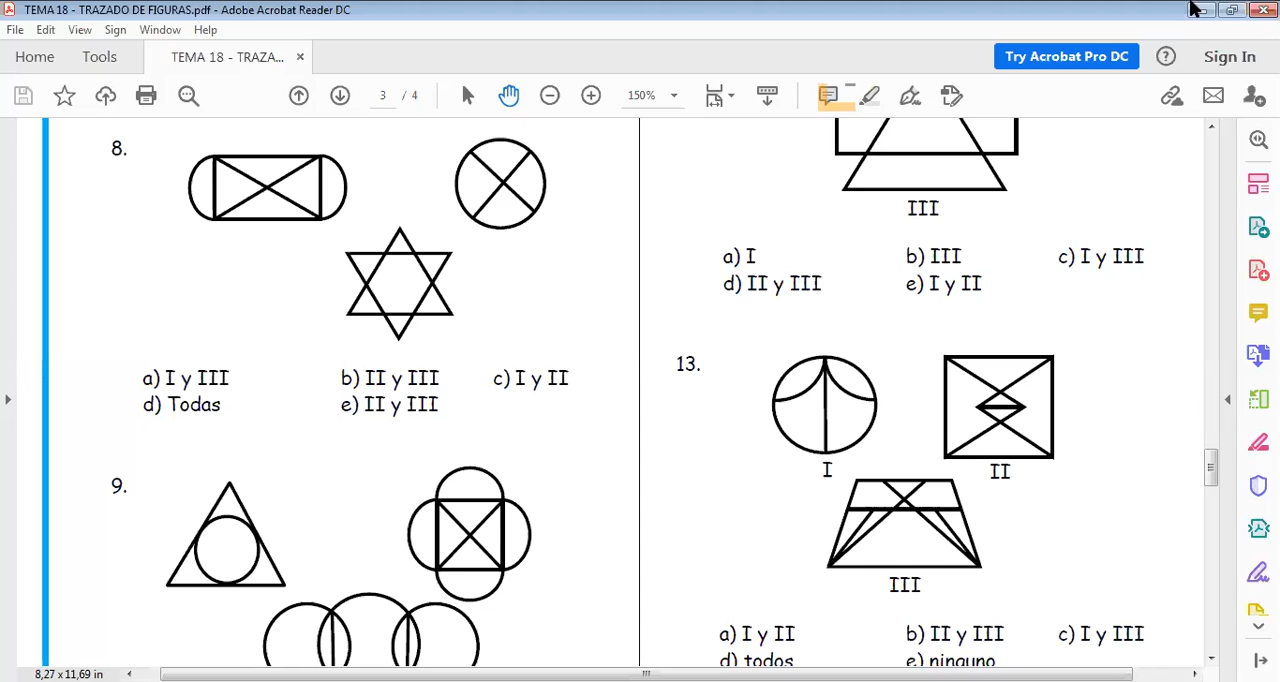 TEMA 18 - TRAZADO DE FIGURAS.pdf - Adobe Acrobat Reader DC
File Edit View Sign Window Help
Home Tools TEMA 18 - TRAZA... × Try Acrobat Pro DC Sign In
3 / 4 150%
8.
a) I y III b) II y III c) I y II
d) Todas e) II y III
9.
III
a) I b) III c) I y III
d) II y III e) I y II
13.
I II
III
a) I y II b) II y III c) I y III
d) todos e) ninguno
8,27 x 11,69 in